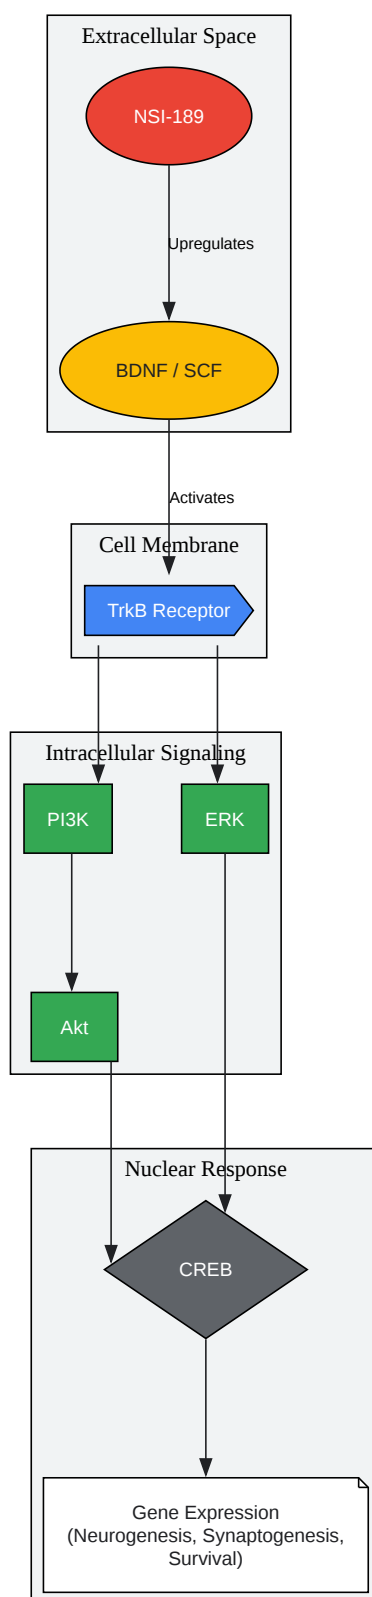 Extracellular Space
NSI-189
Upregulates
BDNF / SCF
Activates
Cell Membrane
TrkB Receptor
Intracellular Signaling
PI3K
ERK
Akt
Nuclear Response
CREB
Gene Expression
(Neurogenesis, Synaptogenesis,
Survival)